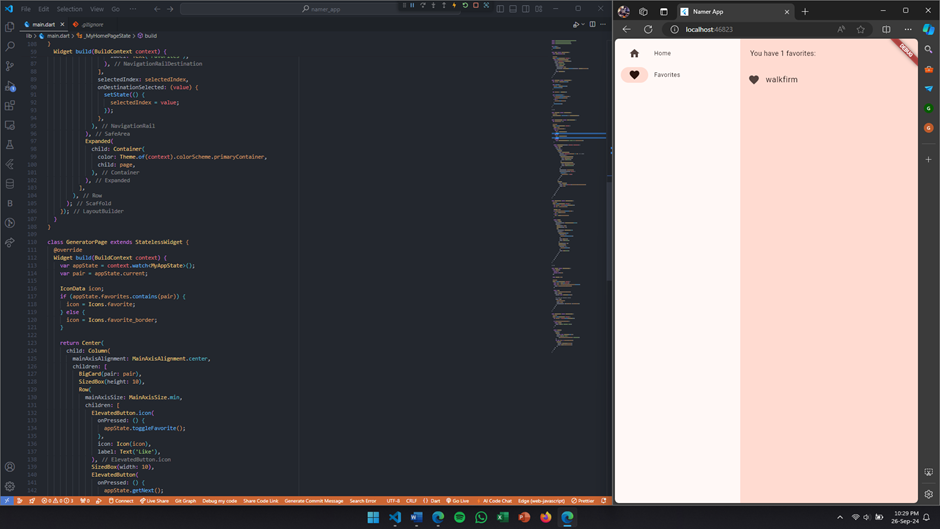 File Edit Selection View Go ···
namer_app
main.dart
.gitignore
lib > main.dart > _MyHomePageState > build
Widget build(BuildContext context) {
), // NavigationRailDestination
],
selectedIndex: selectedIndex,
onDestinationSelected: (value) {
setState(() {
selectedIndex = value;
});
},
), // NavigationRail
), // SafeArea
Expanded(
child: Container(
color: Theme.of(context).colorScheme.primaryContainer,
child: page,
), // Container
), // Expanded
],
), // Row
); // Scaffold
}); // LayoutBuilder
}
}
class GeneratorPage extends StatelessWidget {
@override
Widget build(BuildContext context) {
var appState = context.watch<MyAppState>();
var pair = appState.current;
IconData icon;
if (appState.favorites.contains(pair)) {
icon = Icons.favorite;
} else {
icon = Icons.favorite_border;
}
return Center(
child: Column(
mainAxisAlignment: MainAxisAlignment.center,
children: [
BigCard(pair: pair),
SizedBox(height: 10),
Row(
mainAxisSize: MainAxisSize.min,
children: [
ElevatedButton.icon(
onPressed: () {
appState.toggleFavorite();
},
icon: Icon(icon),
label: Text('Like'),
), // ElevatedButton.icon
SizedBox(width: 10),
ElevatedButton(
onPressed: () {
appState.getNext();
Connect Live Share Git Graph Debug my code Share Code Link Generate Commit Message Search Error UTF-8 CRLF {} Dart Go Live AI Code Chat Edge (web-javascript) Prettier
Namer App
localhost:46823
DEBUG
Home
Favorites
You have 1 favorites:
walkfirm
10:29 PM
26-Sep-24